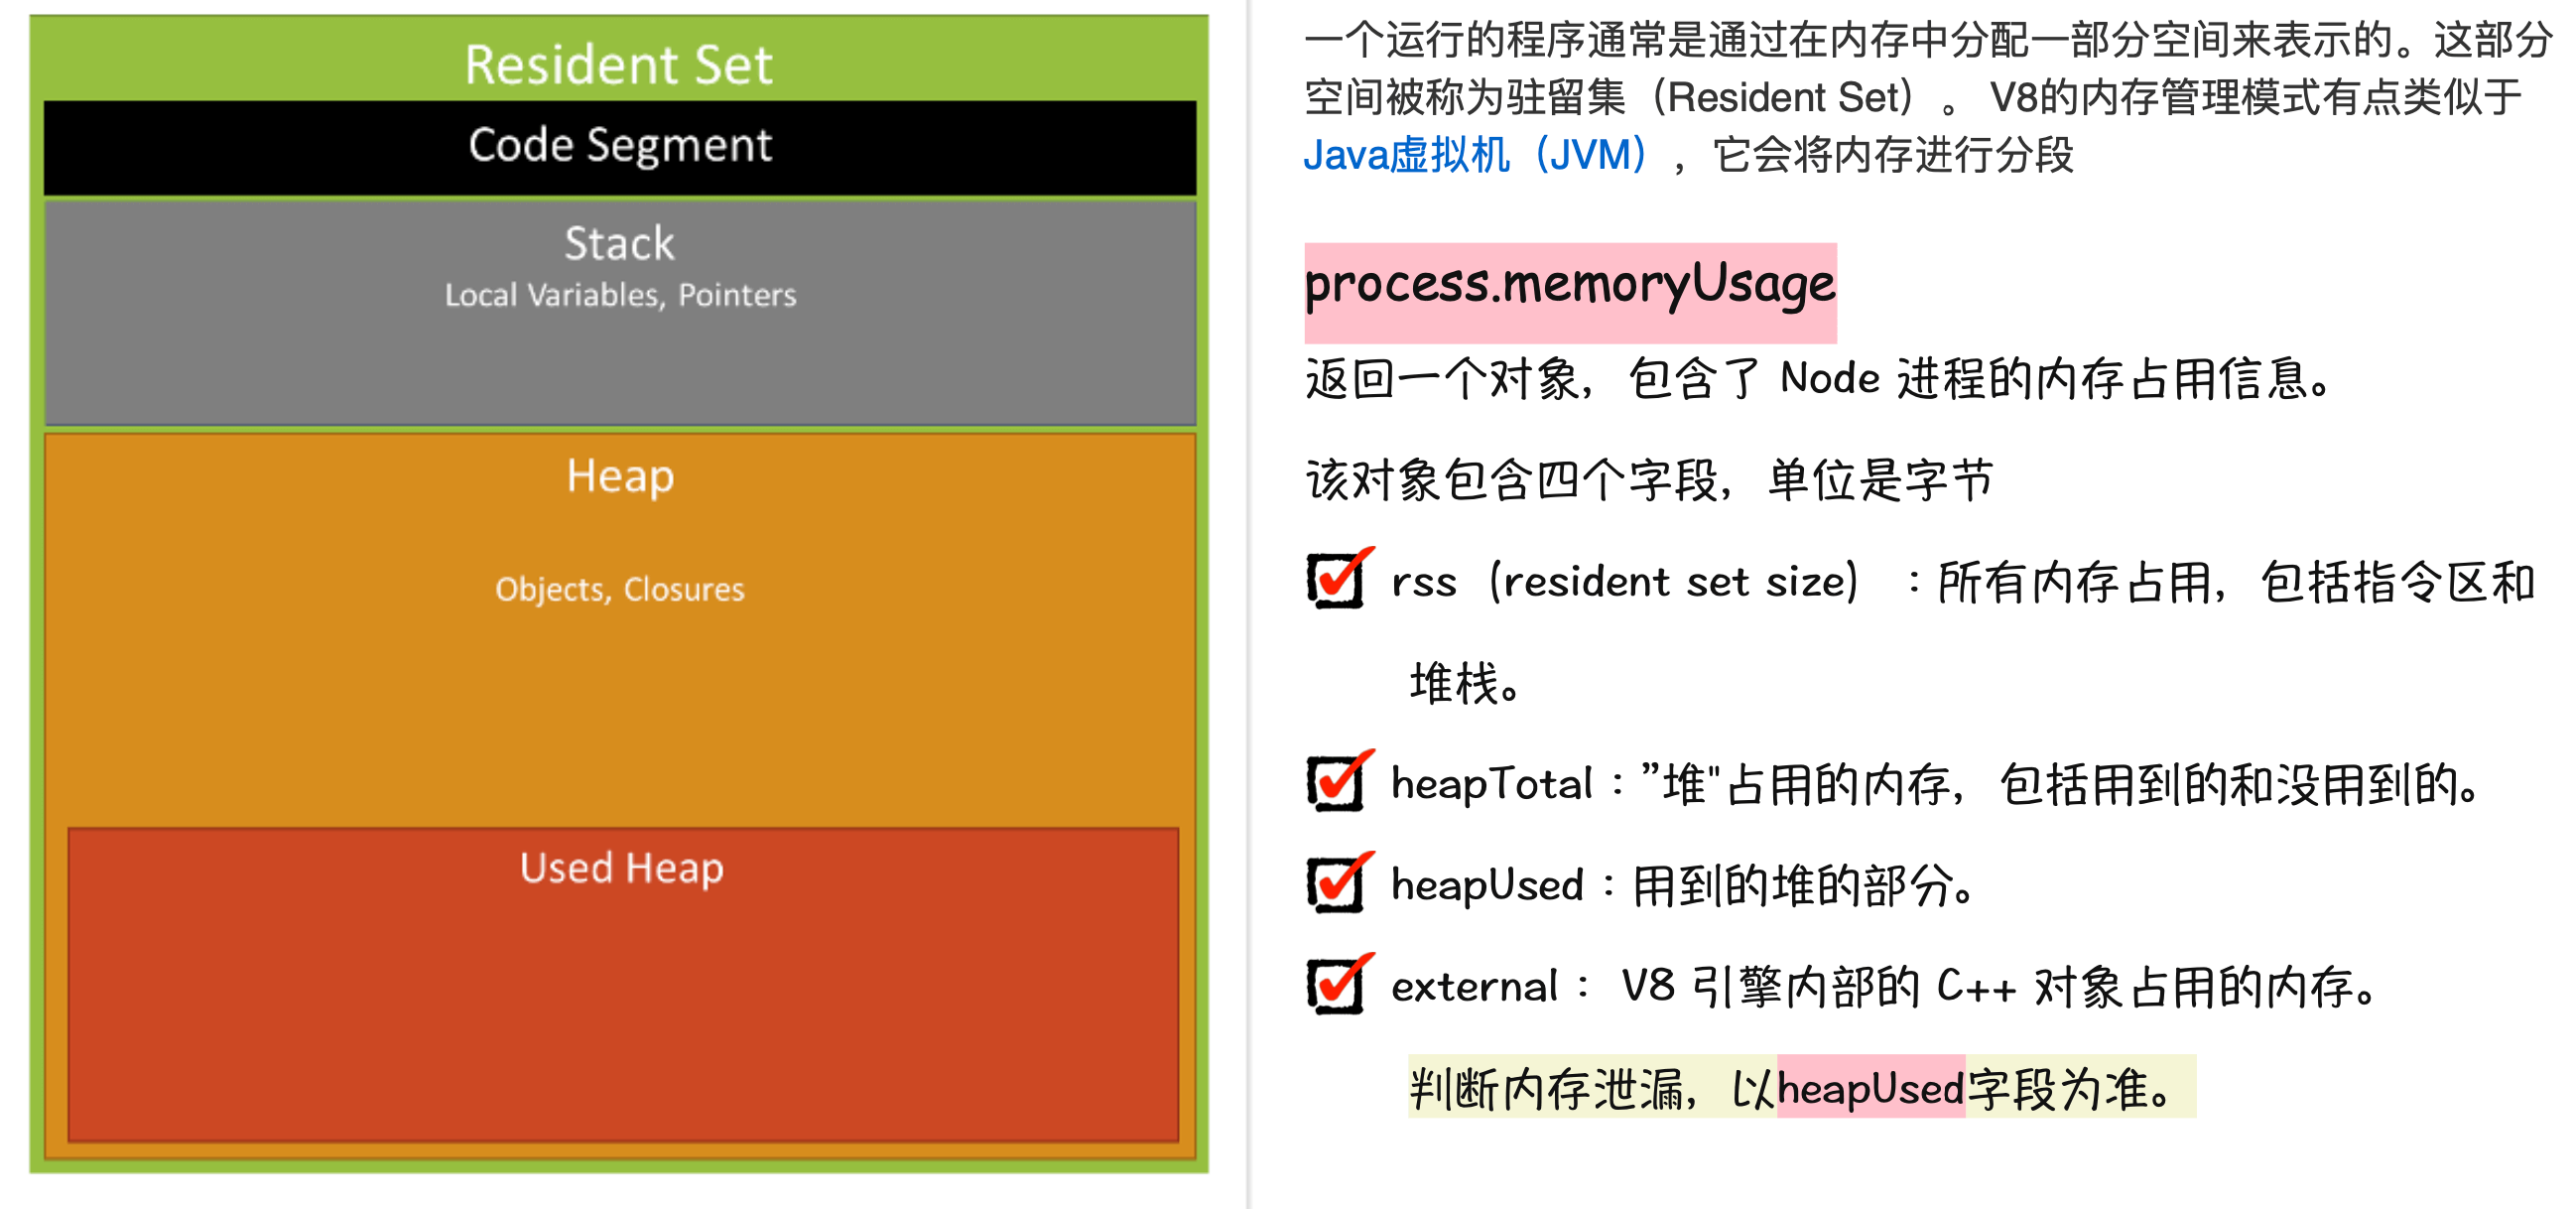 Resident Set
Code Segment
Stack
Local Variables, Pointers
Heap
Objects, Closures
Used Heap
一个运行的程序通常是通过在内存中分配一部分空间来表示的。这部分
空间被称为驻留集（Resident Set）。 V8的内存管理模式有点类似于
Java虚拟机（JVM），它会将内存进行分段
process.memoryUsage
返回一个对象，包含了 Node 进程的内存占用信息。
该对象包含四个字段，单位是字节
rss（resident set size）：所有内存占用，包括指令区和
堆栈。
heapTotal：”堆"占用的内存，包括用到的和没用到的。
heapUsed：用到的堆的部分。
external： V8 引擎内部的 C++ 对象占用的内存。
判断内存泄漏，以heapUsed字段为准。